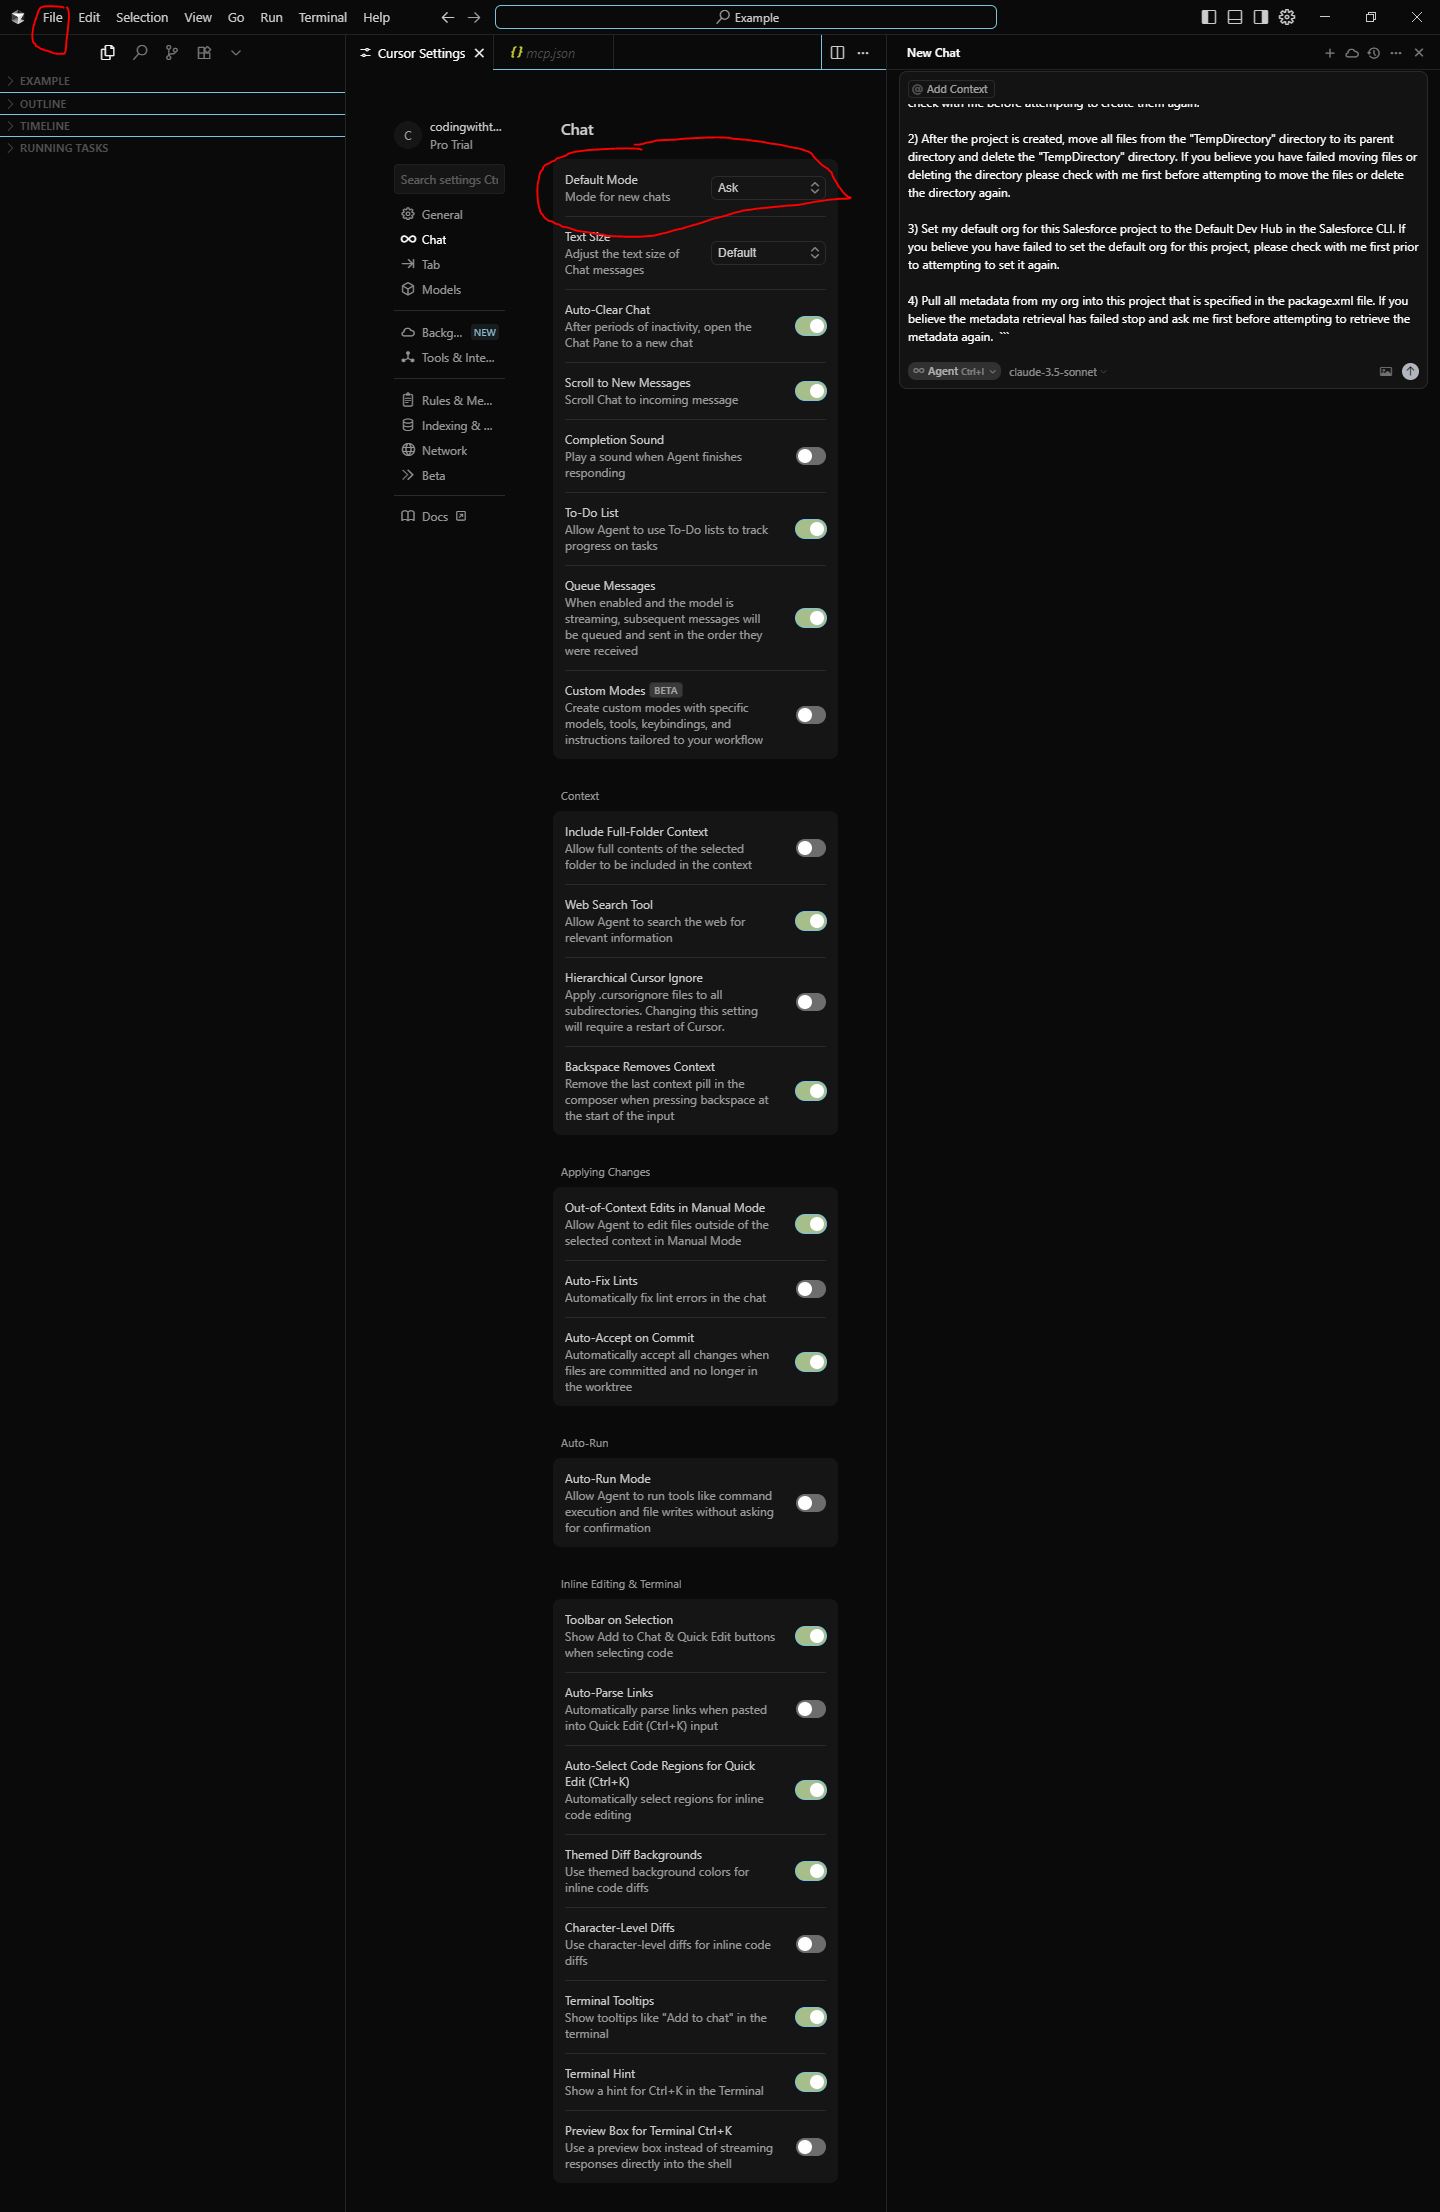 File Edit Selection View Go Run Terminal Help
Example
EXAMPLE
OUTLINE
TIMELINE
RUNNING TASKS
Cursor Settings
{} mcp.json
C
codingwitht...
Pro Trial
Search settings Ctr
General
Chat
Tab
Models
Backg... NEW
Tools & Inte...
Rules & Me...
Indexing & ...
Network
Beta
Docs
Chat
Default Mode
Mode for new chats
Ask
Text Size
Adjust the text size of
Chat messages
Default
Auto-Clear Chat
After periods of inactivity, open the
Chat Pane to a new chat
Scroll to New Messages
Scroll Chat to incoming message
Completion Sound
Play a sound when Agent finishes
responding
To-Do List
Allow Agent to use To-Do lists to track
progress on tasks
Queue Messages
When enabled and the model is
streaming, subsequent messages will
be queued and sent in the order they
were received
Custom Modes BETA
Create custom modes with specific
models, tools, keybindings, and
instructions tailored to your workflow
Context
Include Full-Folder Context
Allow full contents of the selected
folder to be included in the context
Web Search Tool
Allow Agent to search the web for
relevant information
Hierarchical Cursor Ignore
Apply .cursorignore files to all
subdirectories. Changing this setting
will require a restart of Cursor.
Backspace Removes Context
Remove the last context pill in the
composer when pressing backspace at
the start of the input
Applying Changes
Out-of-Context Edits in Manual Mode
Allow Agent to edit files outside of the
selected context in Manual Mode
Auto-Fix Lints
Automatically fix lint errors in the chat
Auto-Accept on Commit
Automatically accept all changes when
files are committed and no longer in
the worktree
Auto-Run
Auto-Run Mode
Allow Agent to run tools like command
execution and file writes without asking
for confirmation
Inline Editing & Terminal
Toolbar on Selection
Show Add to Chat & Quick Edit buttons
when selecting code
Auto-Parse Links
Automatically parse links when pasted
into Quick Edit (Ctrl+K) input
Auto-Select Code Regions for Quick
Edit (Ctrl+K)
Automatically select regions for inline
code editing
Themed Diff Backgrounds
Use themed background colors for
inline code diffs
Character-Level Diffs
Use character-level diffs for inline code
diffs
Terminal Tooltips
Show tooltips like "Add to chat" in the
terminal
Terminal Hint
Show a hint for Ctrl+K in the Terminal
Preview Box for Terminal Ctrl+K
Use a preview box instead of streaming
responses directly into the shell
New Chat
@ Add Context
check with me before attempting to create them again.
2) After the project is created, move all files from the "TempDirectory" directory to its parent
directory and delete the "TempDirectory" directory. If you believe you have failed moving files or
deleting the directory please check with me first before attempting to move the files or delete
the directory again.
3) Set my default org for this Salesforce project to the Default Dev Hub in the Salesforce CLI. If
you believe you have failed to set the default org for this project, please check with me first prior
to attempting to set it again.
4) Pull all metadata from my org into this project that is specified in the package.xml file. If you
believe the metadata retrieval has failed stop and ask me first before attempting to retrieve the
metadata again. ```
Agent Ctrl+I claude-3.5-sonnet